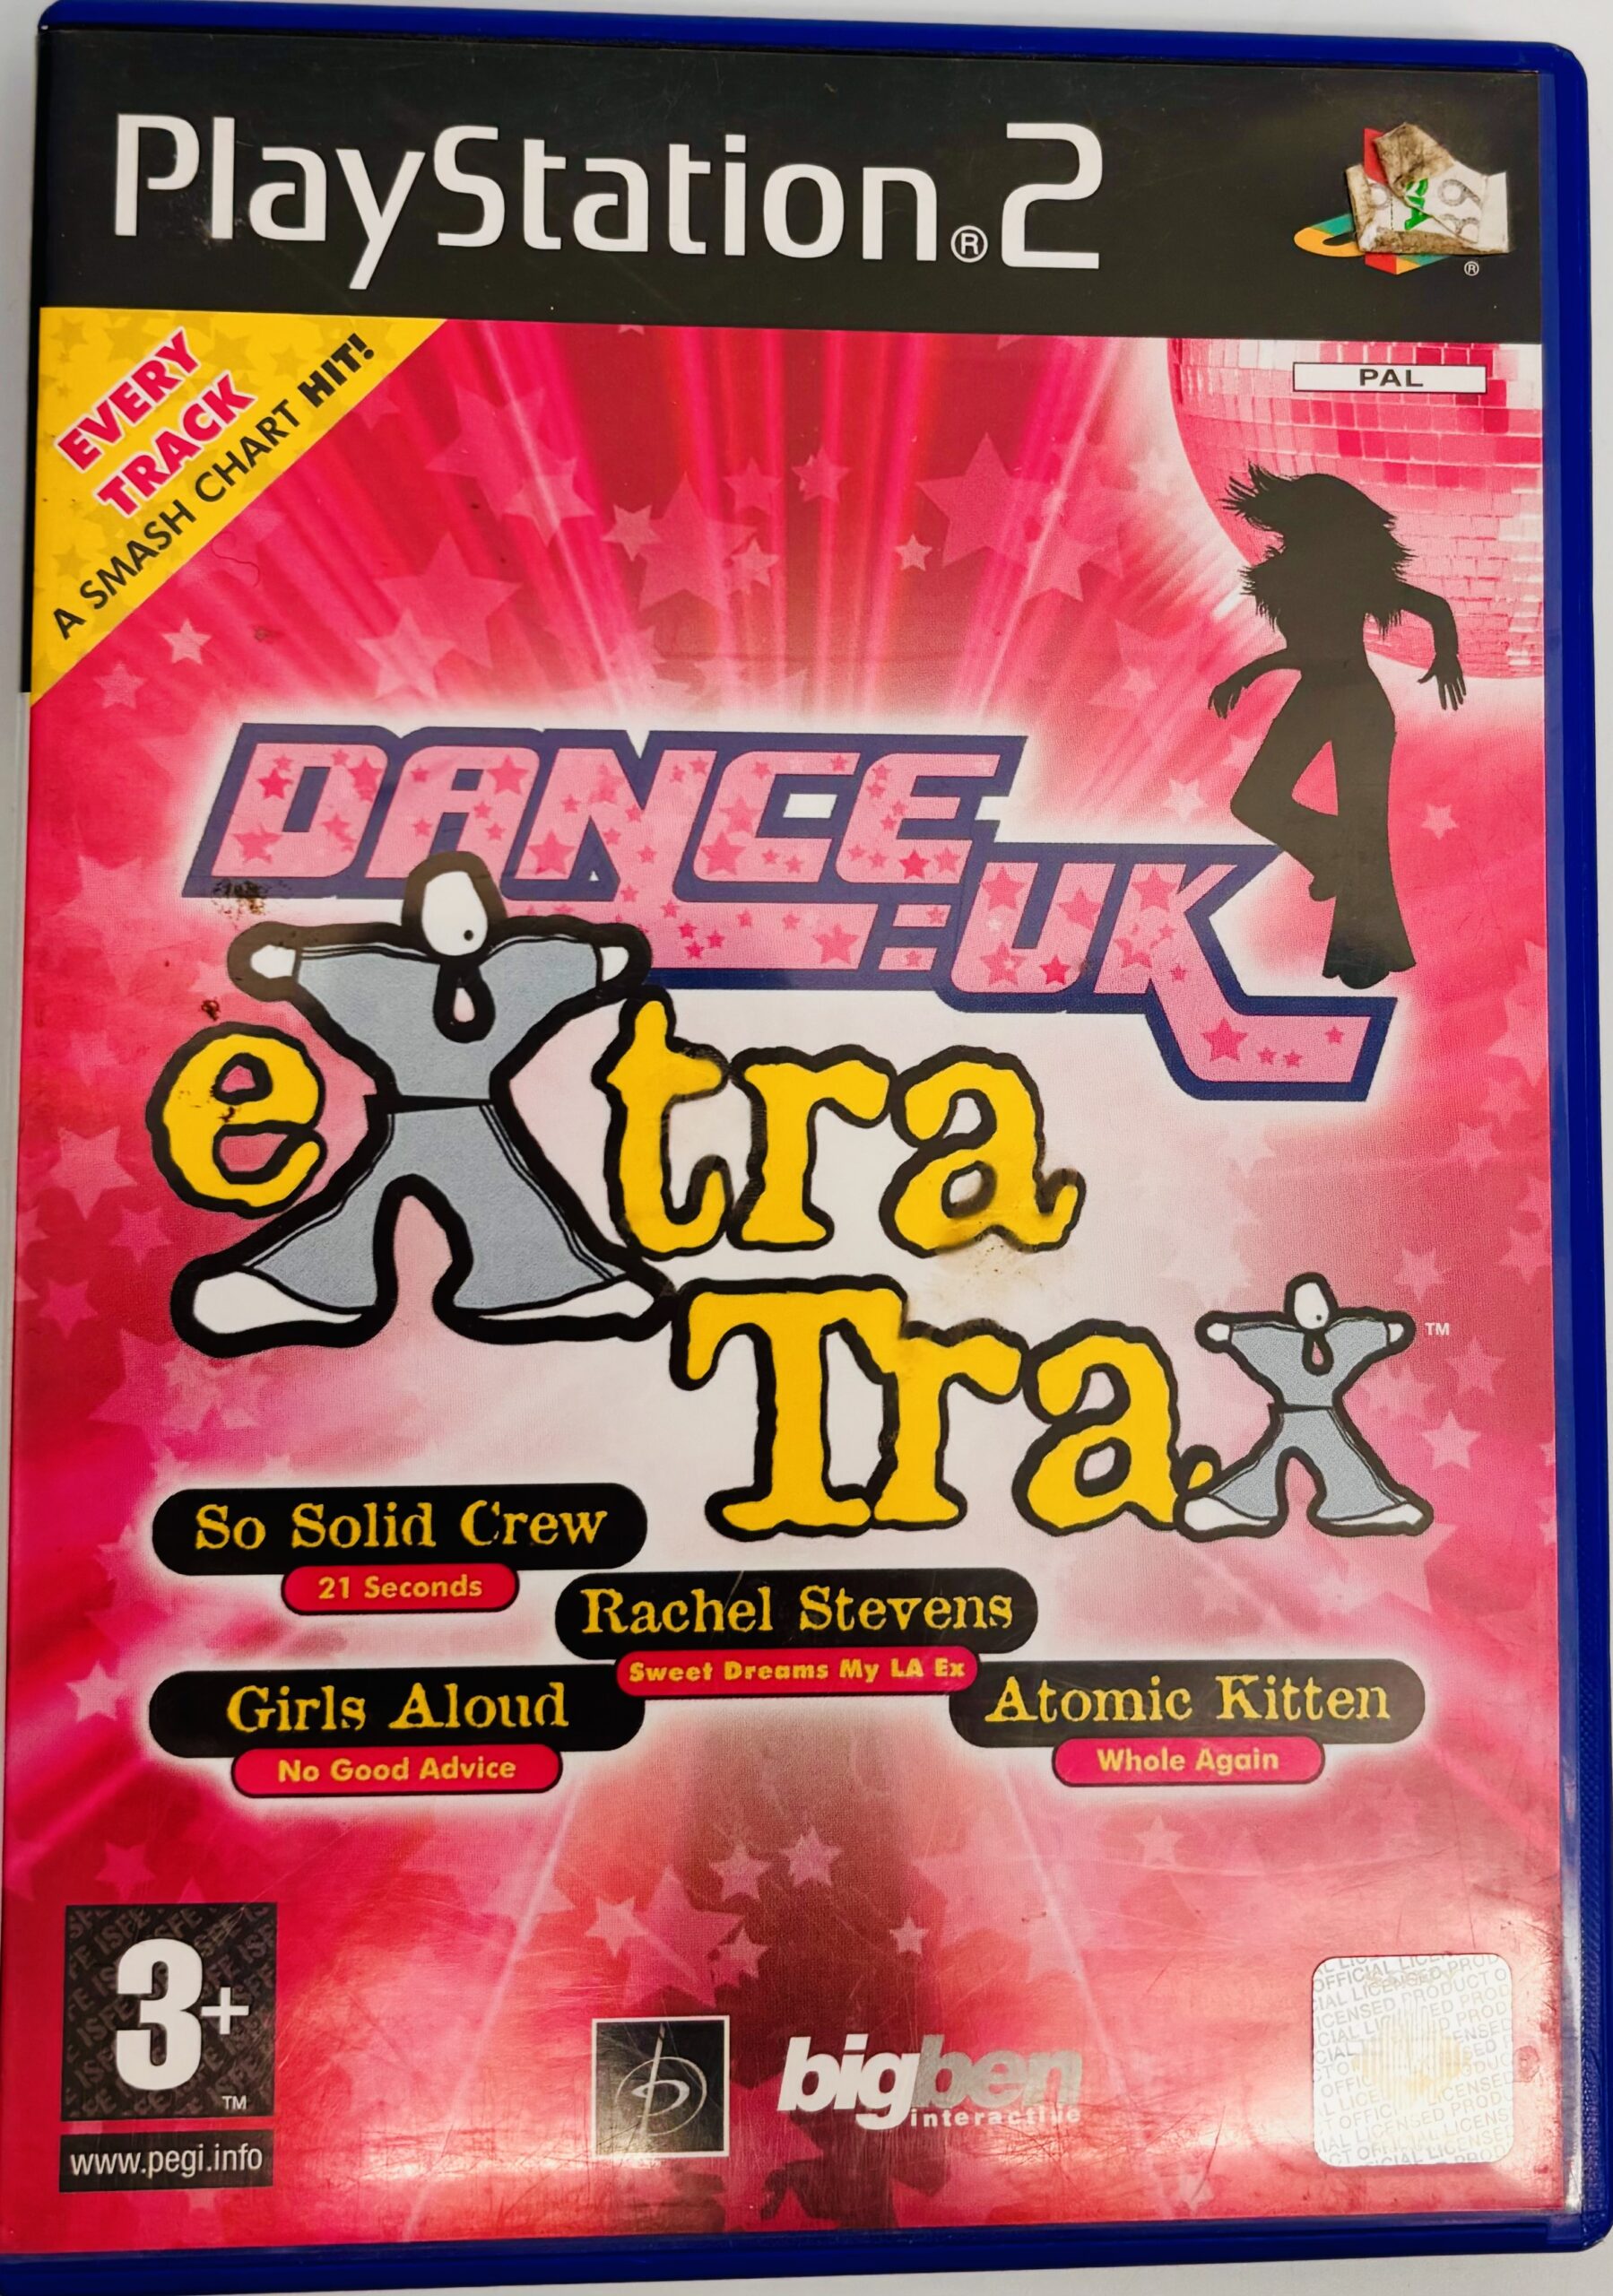 PlayStation®2
®
PAL
EVERY
TRACK
A SMASH CHART HIT!
DANCE:UK
eXtra
Trax
TM
So Solid Crew
21 Seconds
Rachel Stevens
Sweet Dreams My LA Ex
Girls Aloud
No Good Advice
Atomic Kitten
Whole Again
3+
TM
www.pegi.info
bigben
interactive